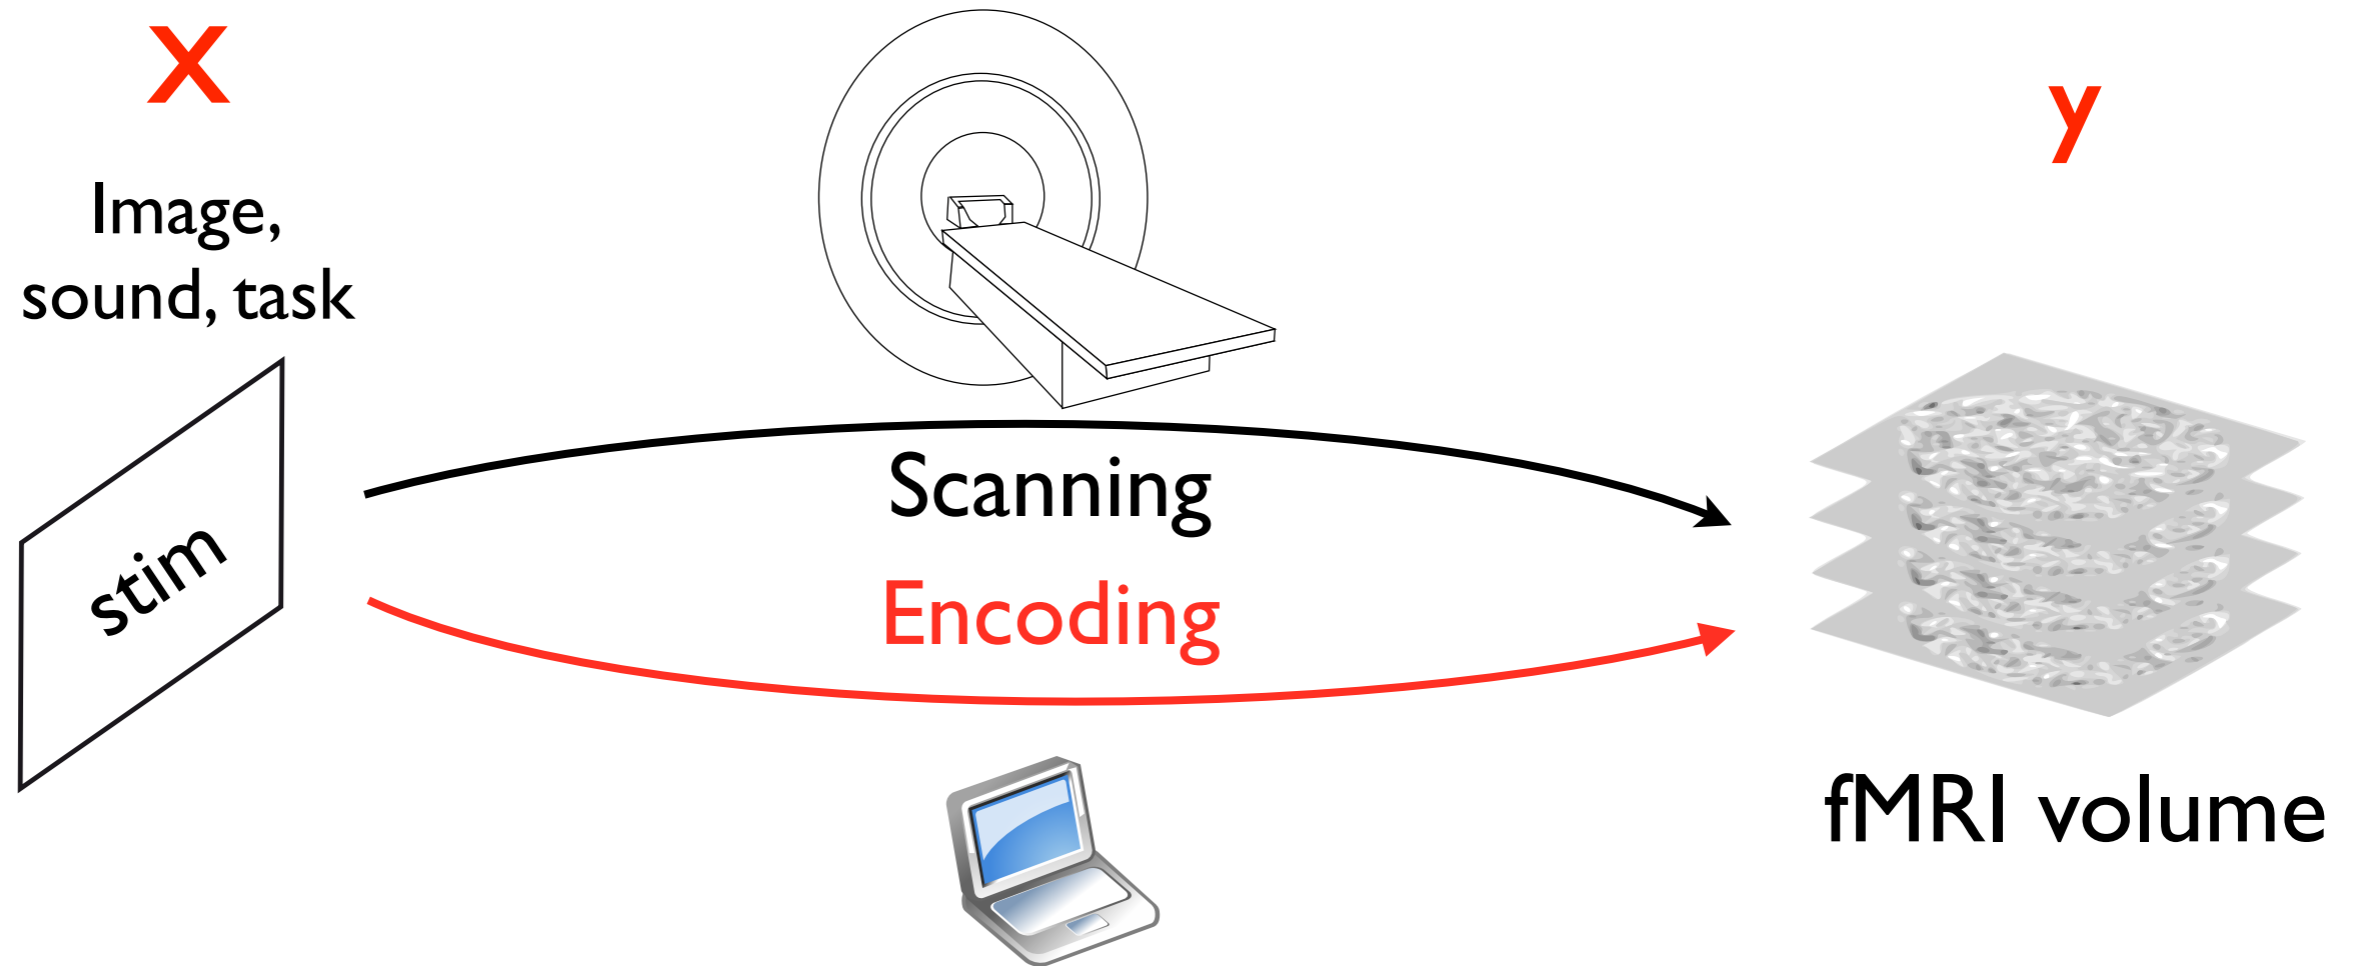 X
Image,
sound, task
stim
Scanning
Encoding
y
fMRI volume